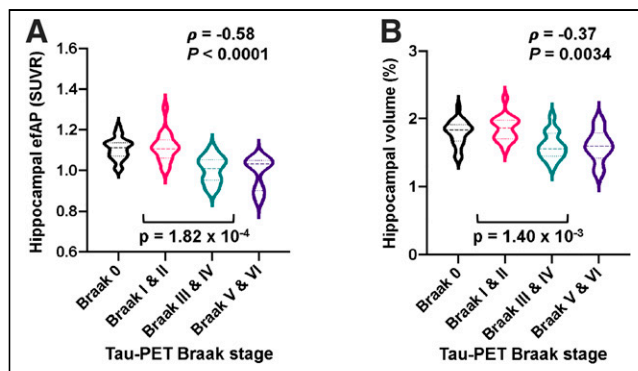 A
ρ = -0.58
P < 0.0001
Hippocampal efAP (SUVR)
1.6
1.4
1.2
1.0
0.8
0.6
p = 1.82 x 10-4
Braak 0
Braak I & II
Braak III & IV
Braak V & VI
Tau-PET Braak stage
B
ρ = -0.37
P = 0.0034
Hippocampal volume (%)
3
2
1
0
p = 1.40 x 10-3
Braak 0
Braak I & II
Braak III & IV
Braak V & VI
Tau-PET Braak stage